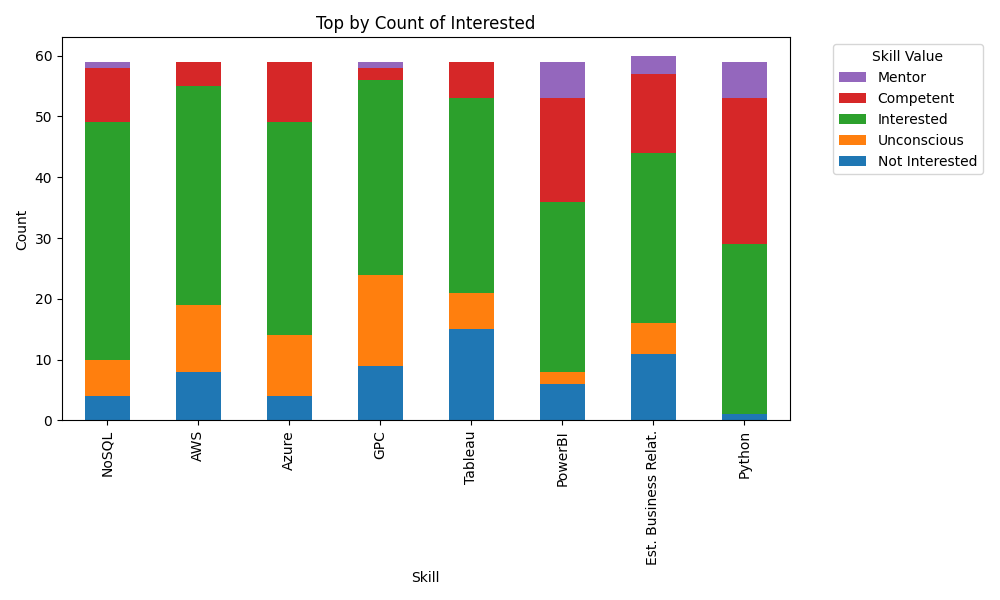 Top by Count of Interested
Count
60
50
40
30
20
10
0
NoSQL
AWS
Azure
GPC
Tableau
PowerBI
Est. Business Relat.
Python
Skill
Skill Value
Mentor
Competent
Interested
Unconscious
Not Interested